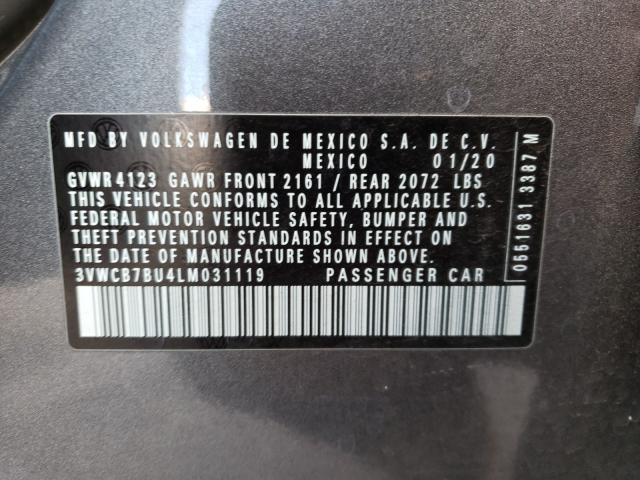 MFD BY VOLKSWAGEN DE MEXICO S.A. DE C.V.
MEXICO 01/20
GVWR 4123 GAWR FRONT 2161 / REAR 2072 LBS
THIS VEHICLE CONFORMS TO ALL APPLICABLE U.S.
FEDERAL MOTOR VEHICLE SAFETY, BUMPER AND
THEFT PREVENTION STANDARDS IN EFFECT ON
THE DATE OF MANUFACTURE SHOWN ABOVE.
3VWCB7BU4LM031119 PASSENGER CAR
0551631 3387 M